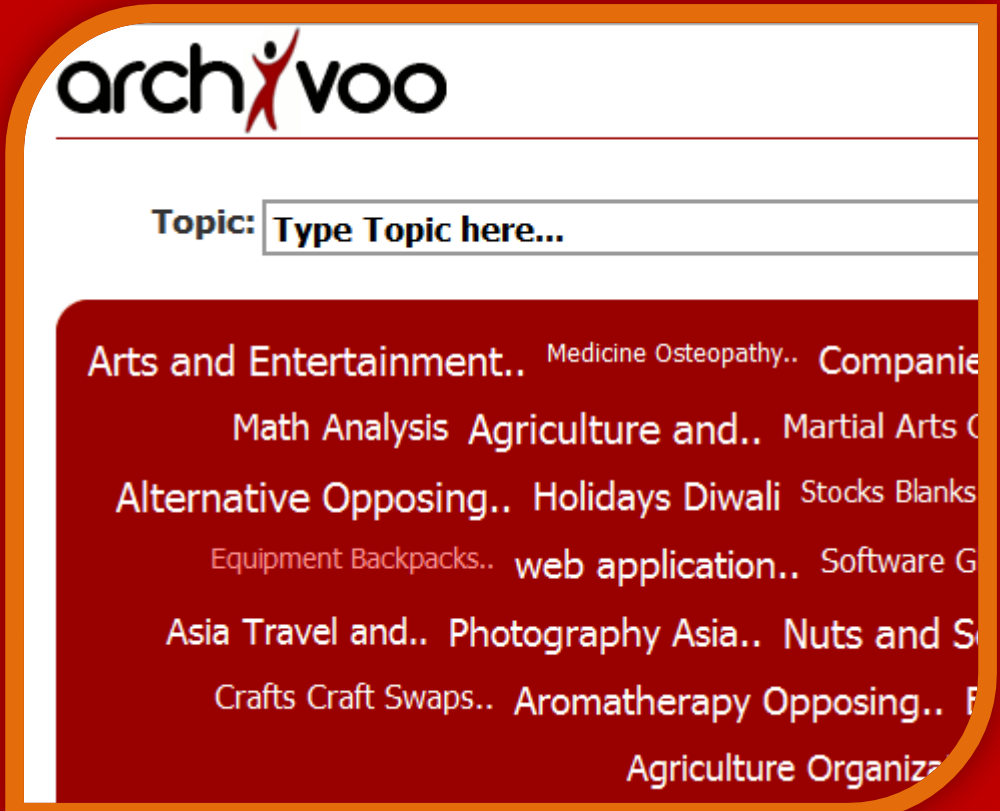 archivoo
Topic: Type Topic here...
Arts and Entertainment.. Medicine Osteopathy.. Companie
Math Analysis Agriculture and.. Martial Arts
Alternative Opposing.. Holidays Diwali Stocks Blanks
Equipment Backpacks.. web application.. Software G
Asia Travel and.. Photography Asia.. Nuts and S
Crafts Craft Swaps.. Aromatherapy Opposing..
Agriculture Organiza